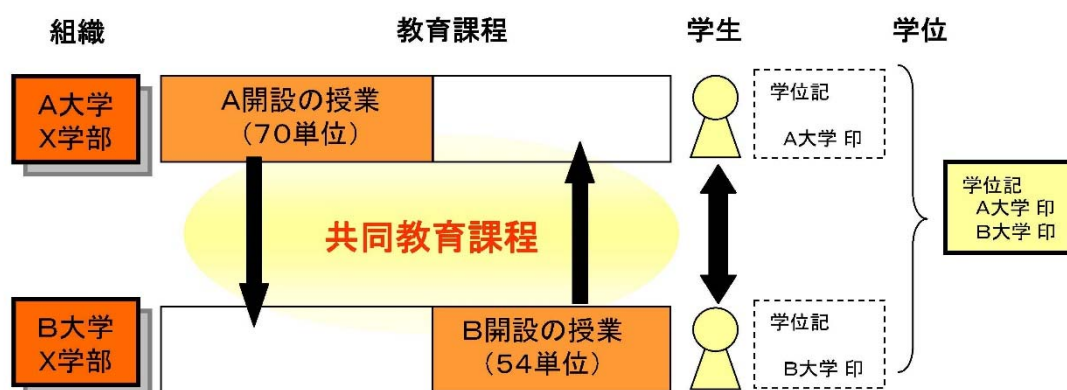 組織
教育課程
学生
学位
A大学
X学部
A開設の授業
(70単位)
学位記
A大学 印
共同教育課程
学位記
A大学 印
B大学 印
B大学
X学部
B開設の授業
(54単位)
学位記
B大学 印